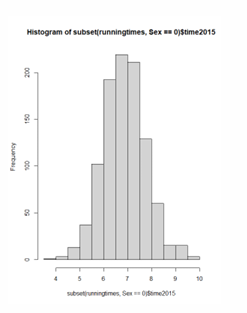 Histogram of subset(runningtimes, Sex == 0)$time2015
Frequency
200
150
100
50
0
4 5 6 7 8 9 10
subset(runningtimes, Sex == 0)$time2015